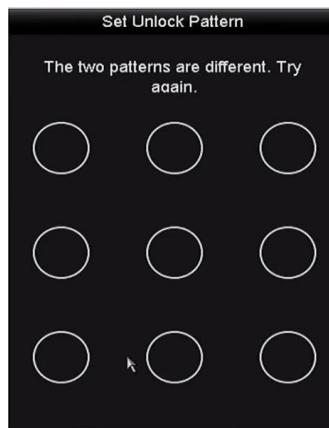 Set Unlock Pattern
The two patterns are different. Try
again.